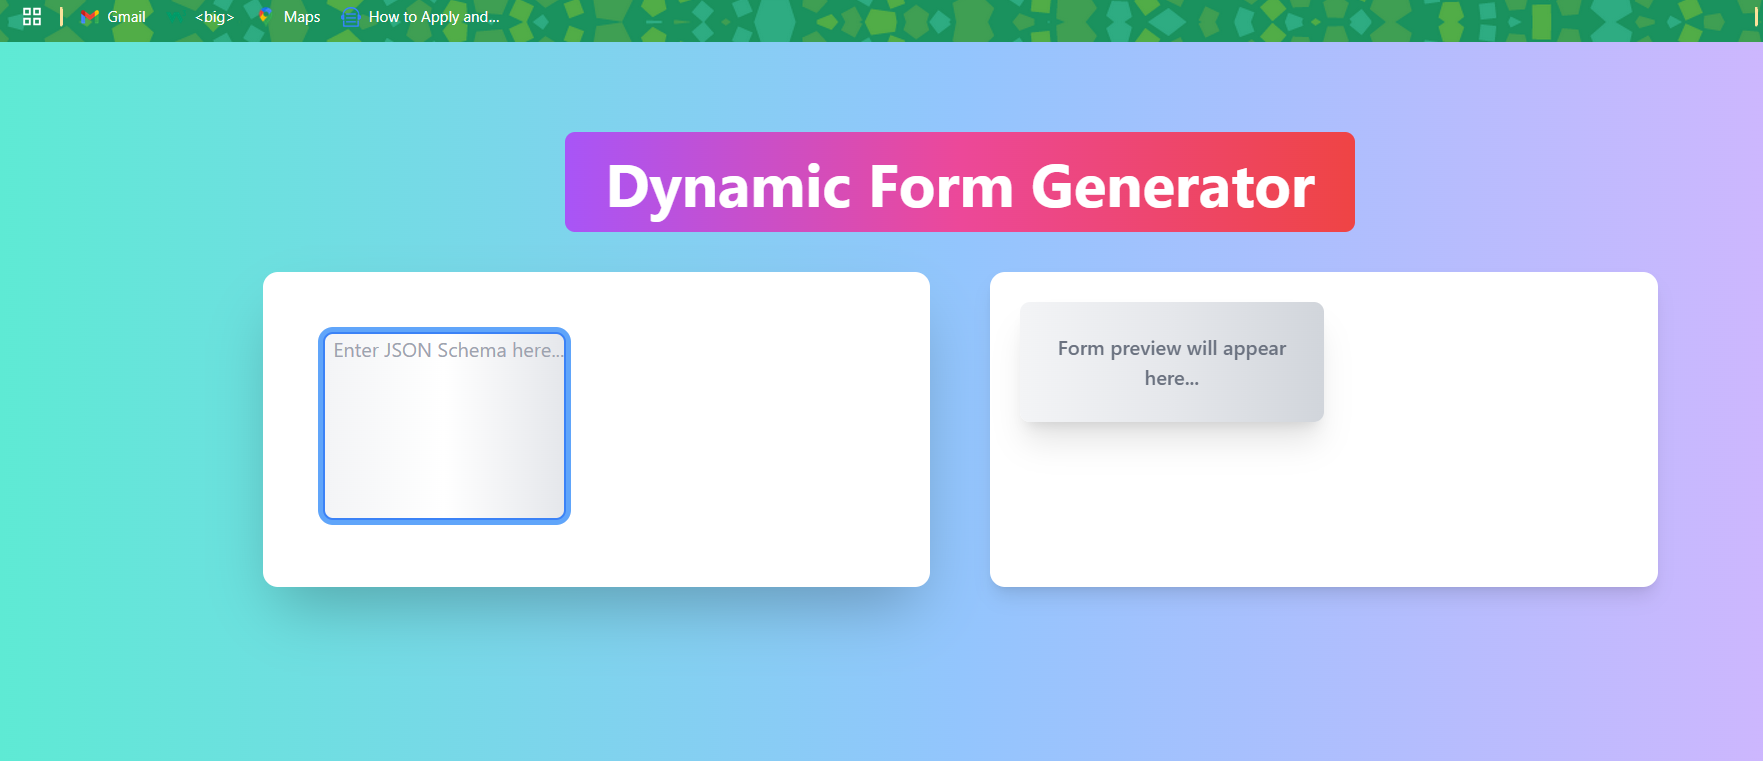 Gmail
<big>
Maps
How to Apply and...
Dynamic Form Generator
Enter JSON Schema here...
Form preview will appear
here...